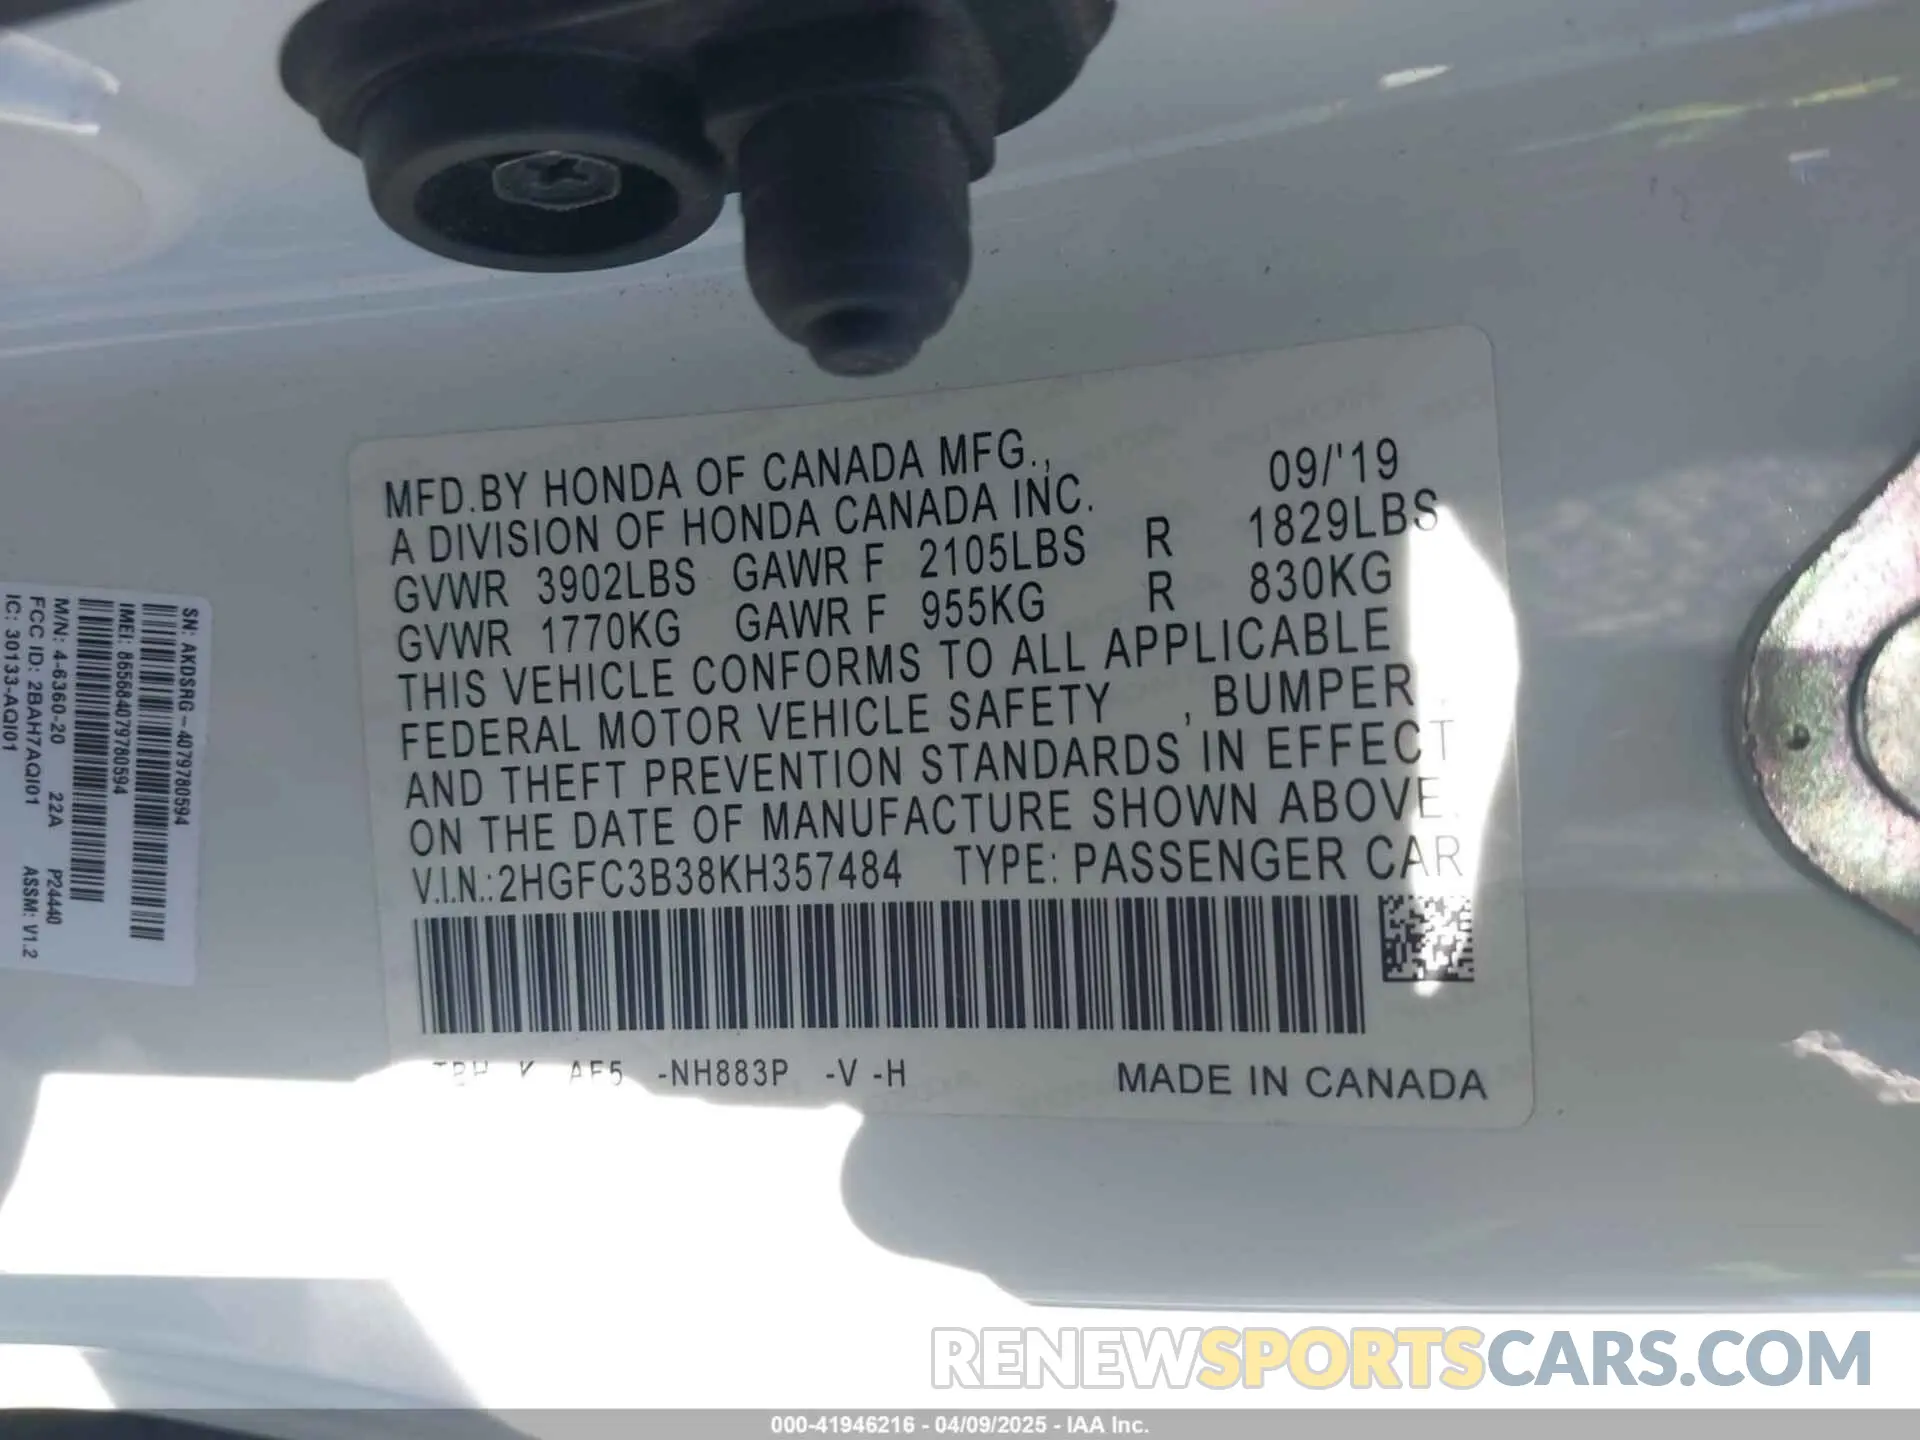 MFD.BY HONDA OF CANADA MFG.,
09/'19
A DIVISION OF HONDA CANADA INC.
GVWR 3902LBS GAWR F 2105LBS R 1829LBS
GVWR 1770KG GAWR F 955KG R 830KG
THIS VEHICLE CONFORMS TO ALL APPLICABLE
FEDERAL MOTOR VEHICLE SAFETY , BUMPER ,
AND THEFT PREVENTION STANDARDS IN EFFECT
ON THE DATE OF MANUFACTURE SHOWN ABOVE.
V.I.N.:2HGFC3B38KH357484 TYPE: PASSENGER CAR
-NH883P -V -H MADE IN CANADA
SN: AKDSRG-407978059​4
IMEI: 865684079780594
M/N: 4-6360-20 22A P24440
FCC ID: 2BAH7AQI01 ASSM: V1.2
IC: 30133-AQI01
RENEWSPORTSCARS.COM
000-41946216 - 04/09/2025 - IAA Inc.